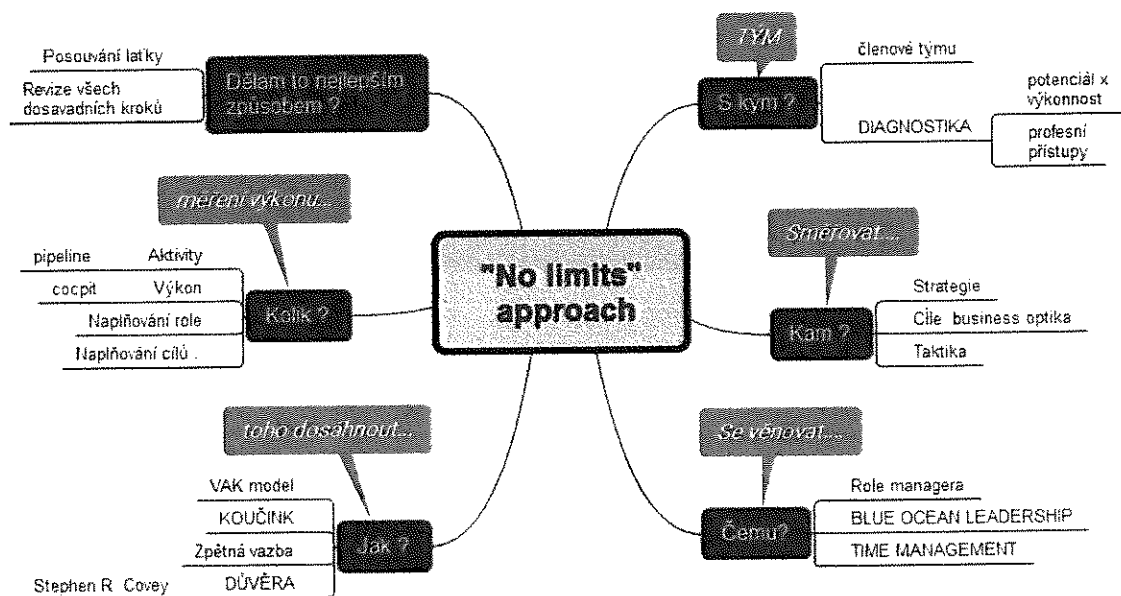 "No limits"
approach
TÝM
S kým ?
členové týmu
DIAGNOSTIKA
potenciál x
výkonnost
profesní
přístupy
Směrovat...
Kam ?
Strategie
Cíle business optika
Taktika
Se věnovat...
Čemu?
Role managera
BLUE OCEAN LEADERSHIP
TIME MANAGEMENT
toho dosáhnout...
Jak ?
VAK model
KOUČINK
Zpětná vazba
Stephen R. Covey DŮVĚRA
měření výkonu...
Kolik ?
pipeline Aktivity
cocpit Výkon
Naplňování role
Naplňování cílů .
Dělam to nejlepším
způsobem ?
Posouvání laťky
Revize všech
dosavadních kroků